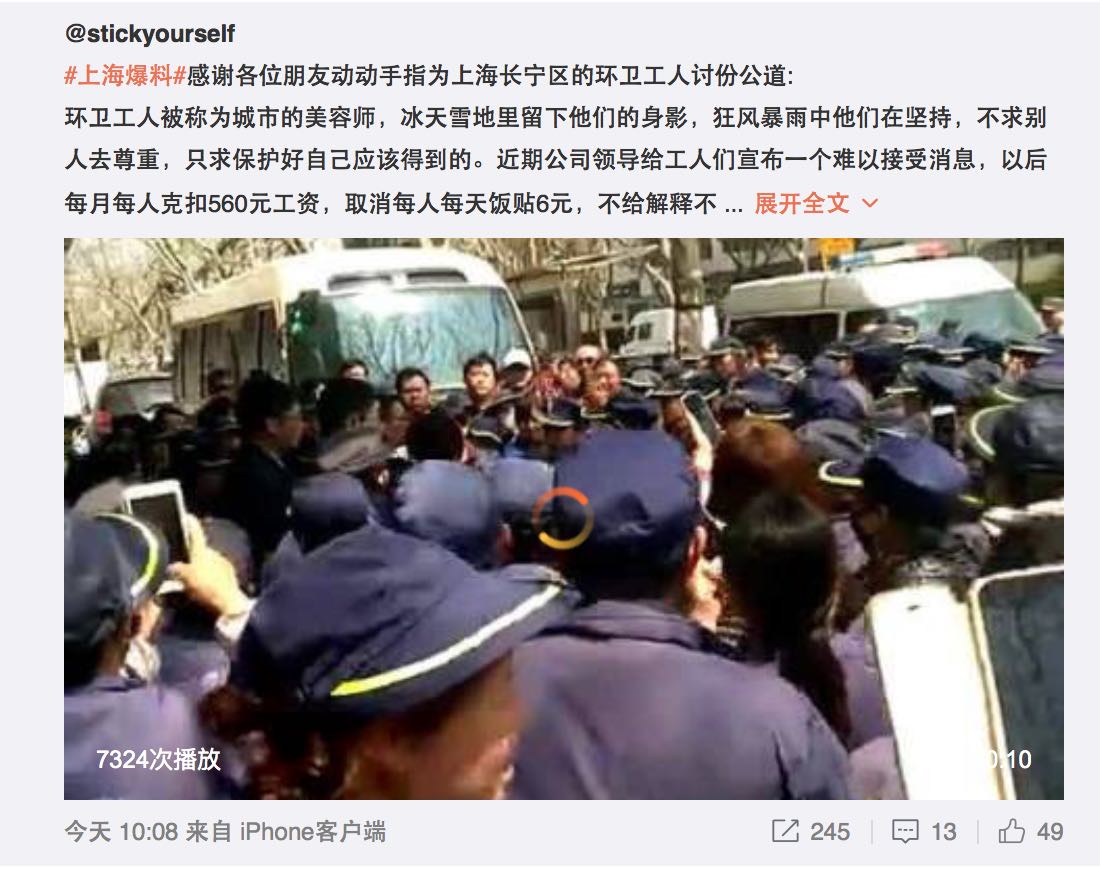 @stickyourself
#上海爆料#感谢各位朋友动动手指为上海长宁区的环卫工人讨份公道:
环卫工人被称为城市的美容师，冰天雪地里留下他们的身影，狂风暴雨中他们在坚持，不求别
人去尊重，只求保护好自己应该得到的。近期公司领导给工人们宣布一个难以接受消息，以后
每月每人克扣560元工资，取消每人每天饭贴6元，不给解释不 ... 展开全文
7324次播放
0:10
今天 10:08 来自 iPhone客户端
245
13
49